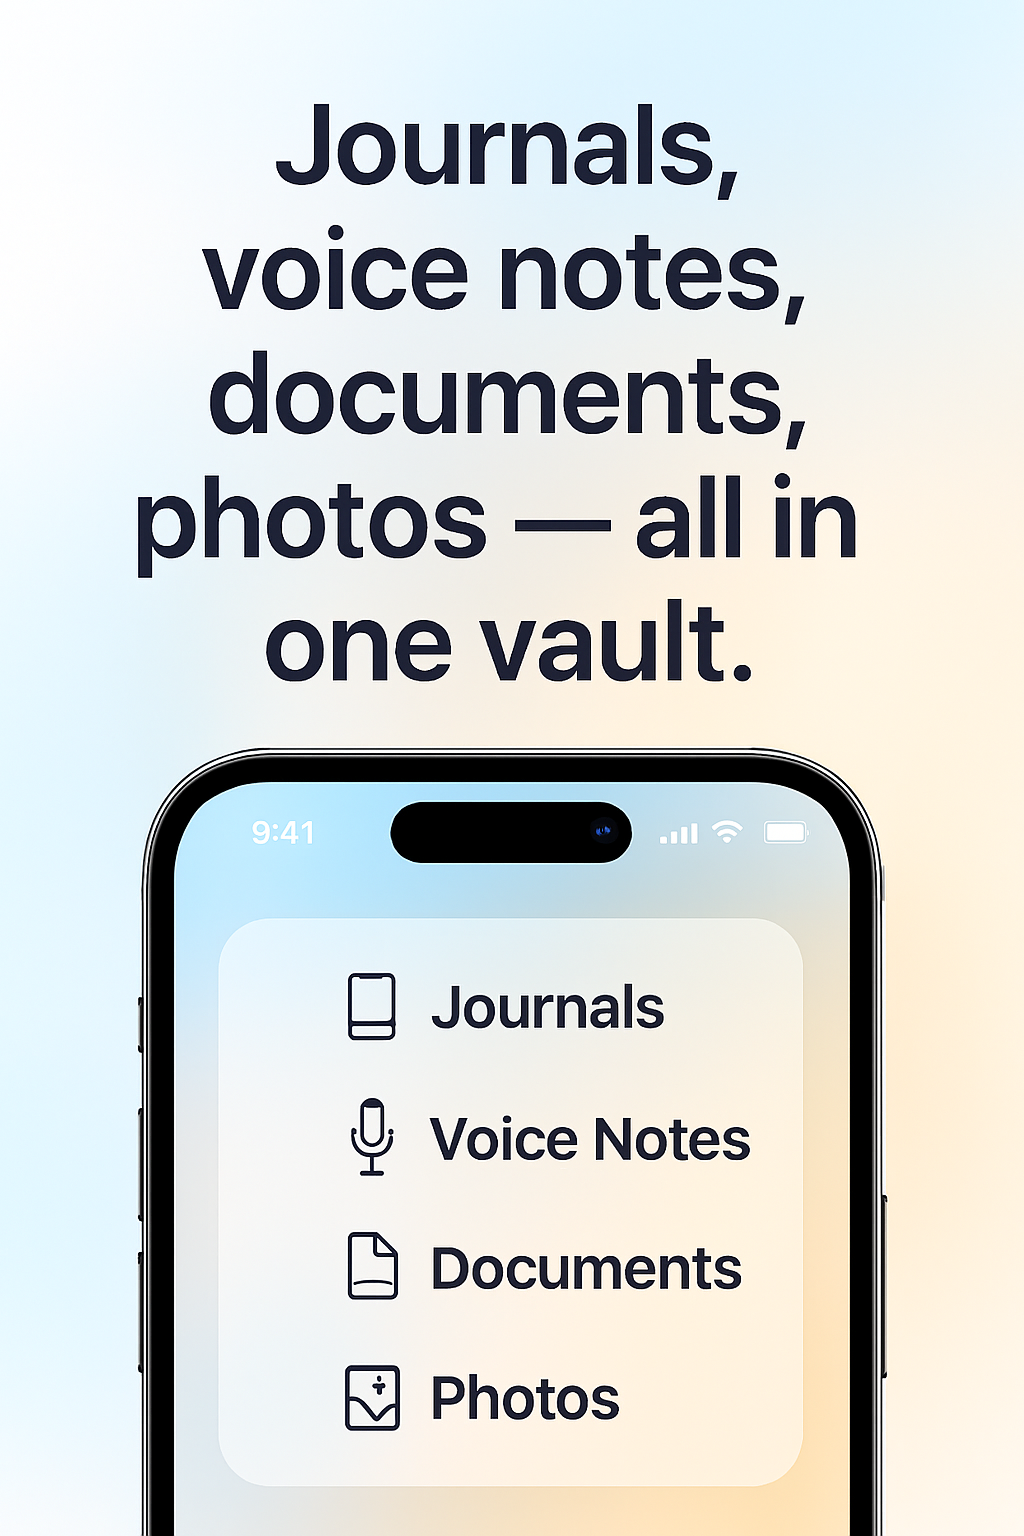 Journals,
voice notes,
documents,
photos — all in
one vault.
9:41
Journals
Voice Notes
Documents
Photos